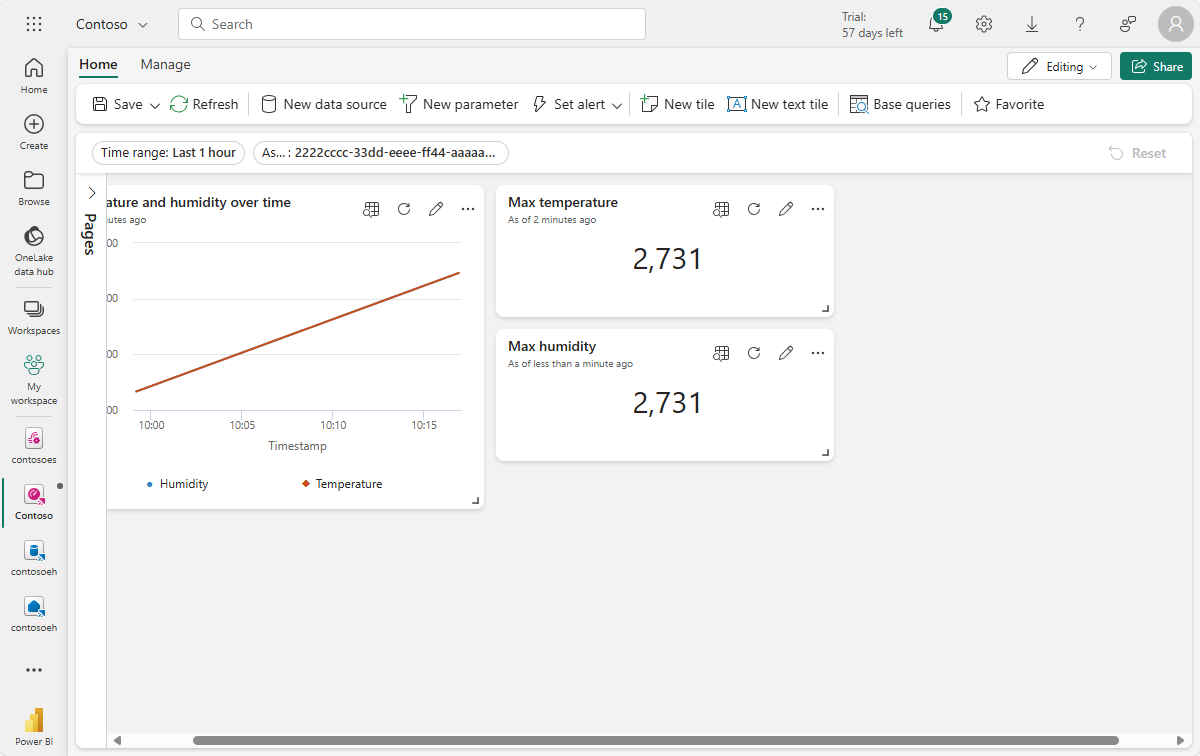 Contoso
Search
Trial:
57 days left
15
Home
Manage
Editing
Share
Save
Refresh
New data source
New parameter
Set alert
New tile
New text tile
Base queries
Favorite
Time range: Last 1 hour
As... : 2222cccc-33dd-eeee-ff44-aaaaa...
Reset
Home
Create
Browse
OneLake
data hub
Workspaces
My
workspace
contosoes
Contoso
contosoeh
contosoeh
Power BI
Pages
ature and humidity over time
utes ago
00
00
00
00
10:00
10:05
10:10
10:15
Timestamp
Humidity
Temperature
Max temperature
As of 2 minutes ago
2,731
Max humidity
As of less than a minute ago
2,731